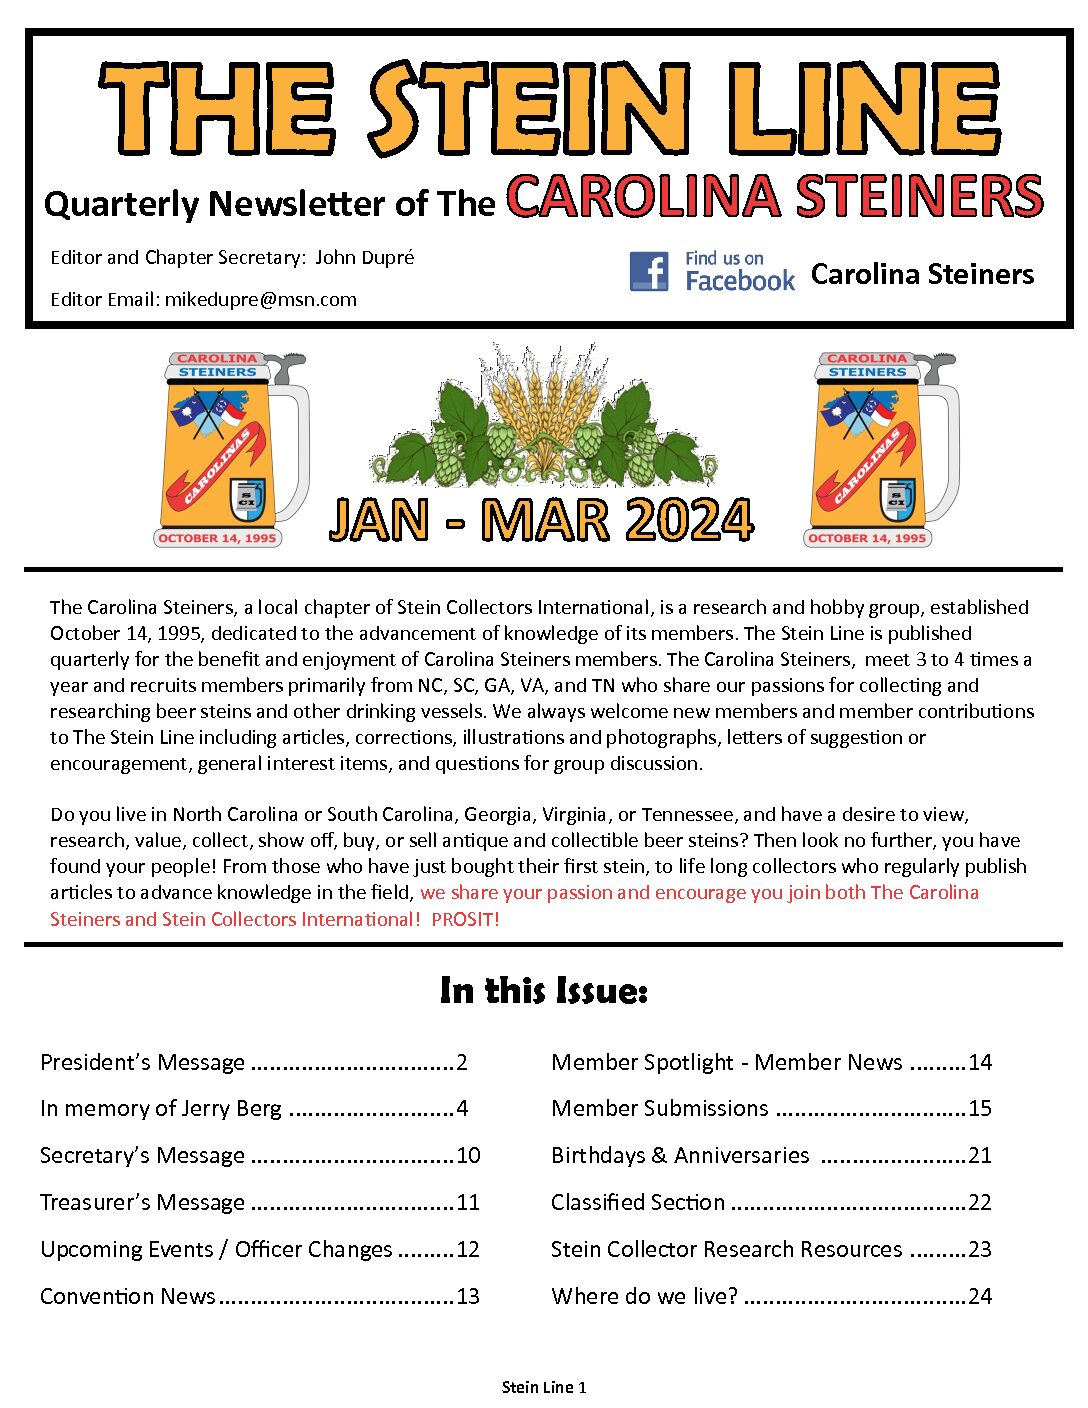 THE STEIN LINE
Quarterly Newsletter of The CAROLINA STEINERS
Editor and Chapter Secretary:  John Dupré
Editor Email: mikedupre@msn.com
Find us on
Facebook
Carolina Steiners
CAROLINA
STEINERS
CAROLINAS
S
CI
OCTOBER 14, 1995
CAROLINA
STEINERS
CAROLINAS
S
CI
OCTOBER 14, 1995
JAN - MAR 2024
The Carolina Steiners, a local chapter of Stein Collectors International, is a research and hobby group, established
October 14, 1995, dedicated to the advancement of knowledge of its members. The Stein Line is published
quarterly for the benefit and enjoyment of Carolina Steiners members. The Carolina Steiners,  meet 3 to 4 times a
year and recruits members primarily from NC, SC, GA, VA, and TN who share our passions for collecting and
researching beer steins and other drinking vessels. We always welcome new members and member contributions
to The Stein Line including articles, corrections, illustrations and photographs, letters of suggestion or
encouragement, general interest items, and questions for group discussion.
Do you live in North Carolina or South Carolina, Georgia, Virginia, or Tennessee, and have a desire to view,
research, value, collect, show off, buy, or sell antique and collectible beer steins? Then look no further, you have
found your people! From those who have just bought their first stein, to life long collectors who regularly publish
articles to advance knowledge in the field, we share your passion and encourage you join both The Carolina
Steiners and Stein Collectors International!  PROSIT!
In this Issue:
President's Message ................................2
In memory of Jerry Berg ..........................4
Secretary's Message ................................10
Treasurer's Message ................................11
Upcoming Events / Officer Changes .........12
Convention News.....................................13
Member Spotlight - Member News .........14
Member Submissions ..............................15
Birthdays & Anniversaries .......................21
Classified Section .....................................22
Stein Collector Research Resources .........23
Where do we live? ...................................24
Stein Line 1